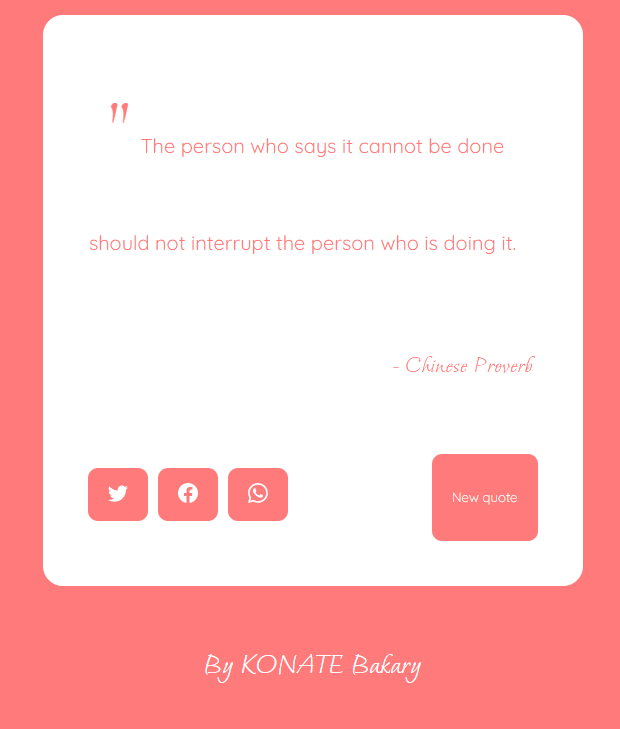 " The person who says it cannot be done
should not interrupt the person who is doing it.
- Chinese Proverb
New quote
By KONATE Bakary